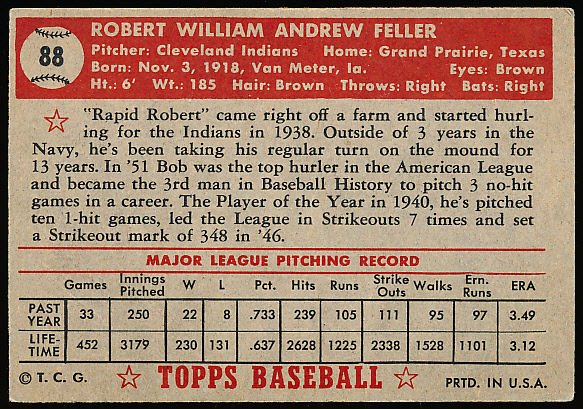 88
ROBERT WILLIAM ANDREW FELLER
Pitcher: Cleveland Indians Home: Grand Prairie, Texas
Born: Nov. 3, 1918, Van Meter, Ia. Eyes: Brown
Ht.: 6' Wt.: 185 Hair: Brown Throws: Right Bats: Right
"Rapid Robert" came right off a farm and started hurl-
ing for the Indians in 1938. Outside of 3 years in the
Navy, he's been taking his regular turn on the mound for
13 years. In '51 Bob was the top hurler in the American League
and became the 3rd man in Baseball History to pitch 3 no-hit
games in a career. The Player of the Year in 1940, he's pitched
ten 1-hit games, led the League in Strikeouts 7 times and set
a Strikeout mark of 348 in '46.
MAJOR LEAGUE PITCHING RECORD
Games Innings Pitched W L Pct. Hits Runs Strike Outs Walks Ern. Runs ERA
PAST YEAR 33 250 22 8 .733 239 105 111 95 97 3.49
LIFE-TIME 452 3179 230 131 .637 2628 1225 2338 1528 1101 3.12
© T. C. G. TOPPS BASEBALL PRTD. IN U.S.A.